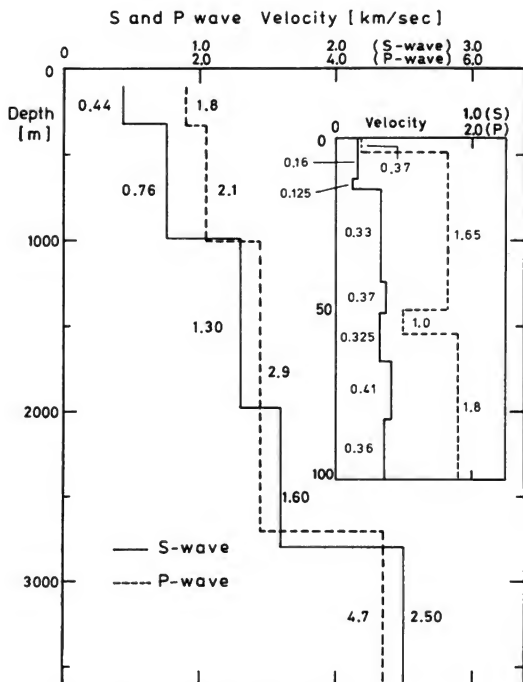 S and P wave Velocity [km/sec]
0 1.0 2.0 (S-wave) 3.0
2.0 4.0 (P-wave) 6.0
0
Depth
[m]
0.44
1.8
0.76
2.1
1000
1.30
2.9
2000
1.60
S-wave
P-wave
3000
4.7
2.50
Velocity
0
1.0 (S)
2.0 (P)
0
0.16
0.37
0.125
0.33
1.65
0.37
50
1.0
0.325
0.41
1.8
0.36
100